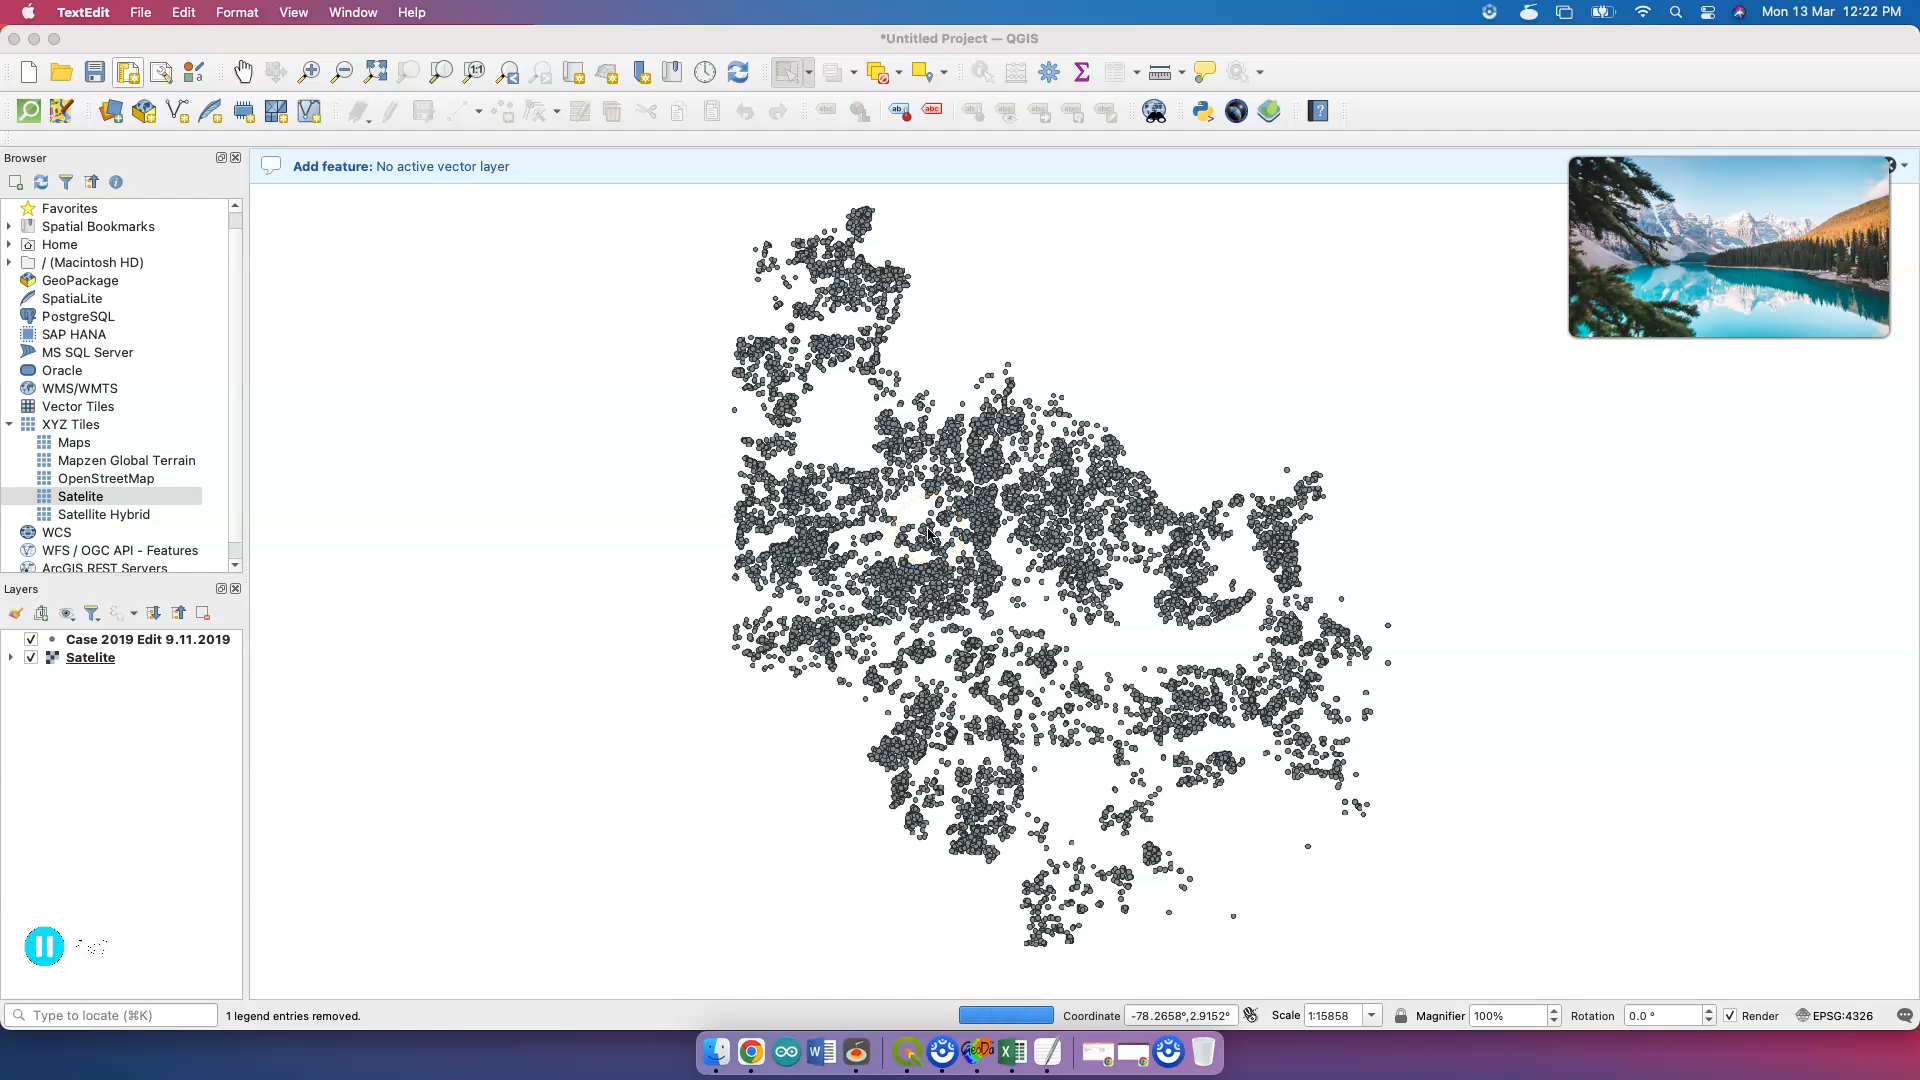 TextEdit File Edit Format View Window Help
Mon 13 Mar 12:22 PM
*Untitled Project — QGIS
Browser
Add feature: No active vector layer
Favorites
Spatial Bookmarks
Home
/ (Macintosh HD)
GeoPackage
SpatiaLite
PostgreSQL
SAP HANA
MS SQL Server
Oracle
WMS/WMTS
Vector Tiles
XYZ Tiles
Maps
Mapzen Global Terrain
OpenStreetMap
Satelite
Satellite Hybrid
WCS
WFS / OGC API - Features
ArcGIS REST Servers
Layers
Case 2019 Edit 9.11.2019
Satelite
Type to locate (⌘K)
1 legend entries removed.
Coordinate -78.2658°,2.9152°
Scale 1:15858
Magnifier 100%
Rotation 0.0 °
Render
EPSG:4326